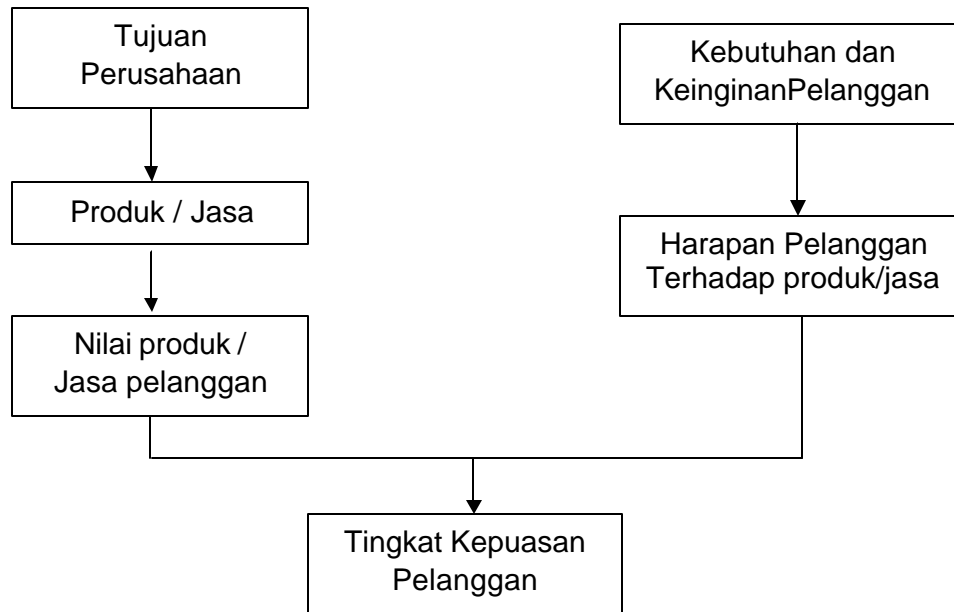 Tujuan
Perusahaan
Produk / Jasa
Nilai produk /
Jasa pelanggan
Kebutuhan dan
KeinginanPelanggan
Harapan Pelanggan
Terhadap produk/jasa
Tingkat Kepuasan
Pelanggan